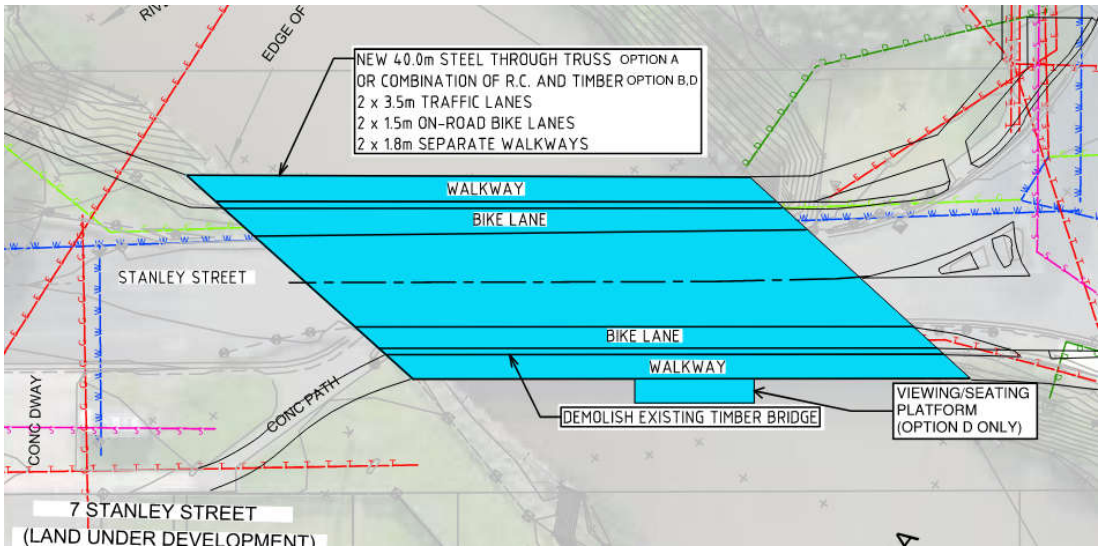 RIVE
EDGE OF
NEW 40.0m STEEL THROUGH TRUSS OPTION A
OR COMBINATION OF R.C. AND TIMBER OPTION B,D
2 x 3.5m TRAFFIC LANES
2 x 1.5m ON-ROAD BIKE LANES
2 x 1.8m SEPARATE WALKWAYS
WALKWAY
BIKE LANE
STANLEY STREET
BIKE LANE
WALKWAY
DEMOLISH EXISTING TIMBER BRIDGE
VIEWING/SEATING
PLATFORM
(OPTION D ONLY)
CONC DWAY
CONC PATH
7 STANLEY STREET
(LAND UNDER DEVELOPMENT)
A